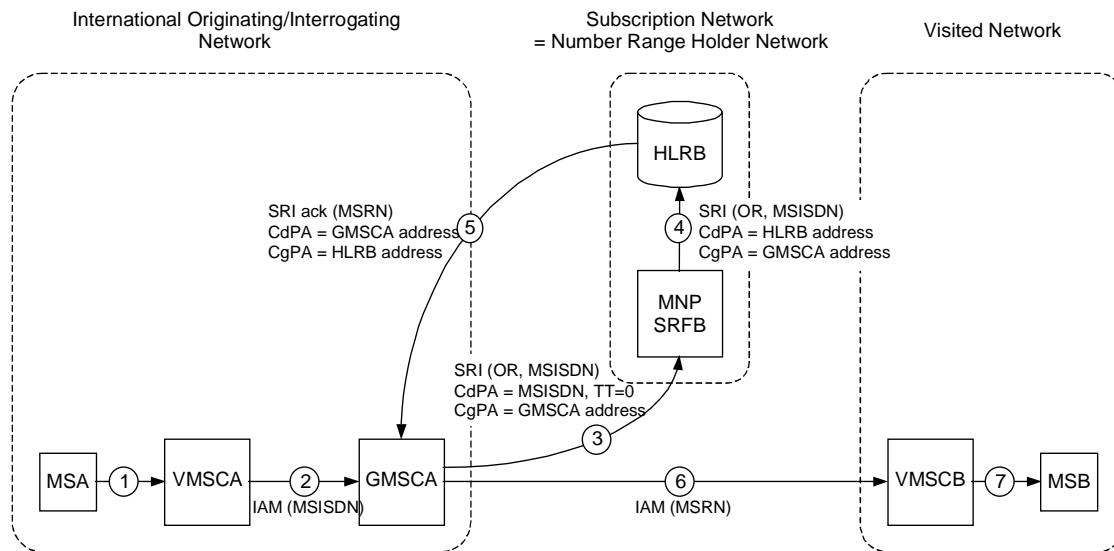 International Originating/Interrogating
Network
Subscription Network
= Number Range Holder Network
Visited Network
HLRB
SRI ack (MSRN)
CdPA = GMSCA address
CgPA = HLRB address
5
4
SRI (OR, MSISDN)
CdPA = HLRB address
CgPA = GMSCA address
MNP
SRFB
SRI (OR, MSISDN)
CdPA = MSISDN, TT=0
CgPA = GMSCA address
3
MSA
1
VMSCA
2
IAM (MSISDN)
GMSCA
6
IAM (MSRN)
VMSCB
7
MSB